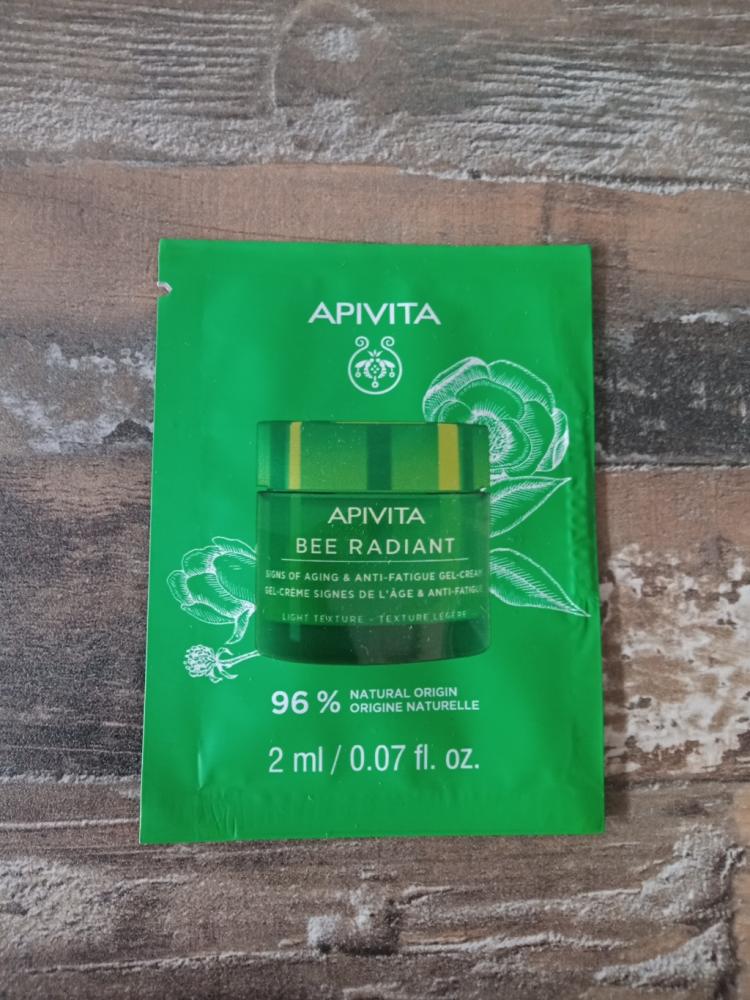 APIVITA
APIVITA
BEE RADIANT
SIGNS OF AGING & ANTI-FATIGUE GEL-CREAM
GEL-CRÈME SIGNES DE L'ÂGE & ANTI-FATIGUE
LIGHT TEXTURE - TEXTURE LÉGÈRE
96 % NATURAL ORIGIN
ORIGINE NATURELLE
2 ml / 0.07 fl. oz.